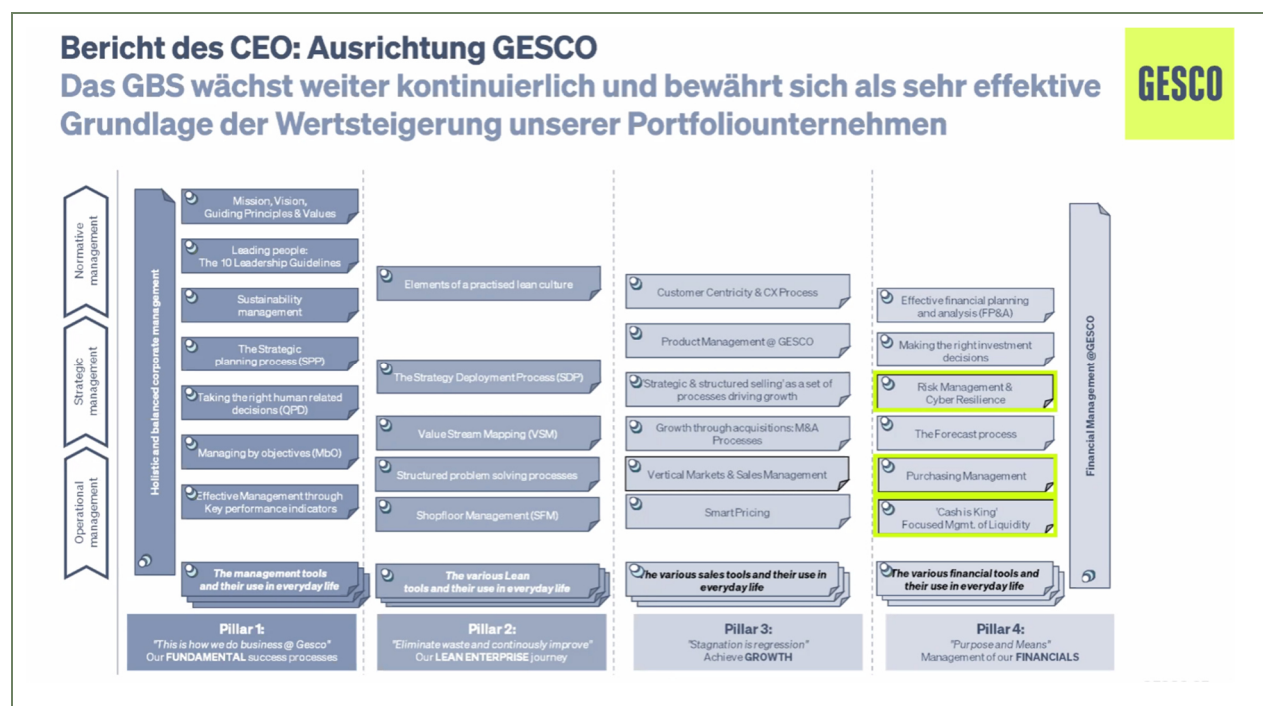 Bericht des CEO: Ausrichtung GESCO
Das GBS wächst weiter kontinuierlich und bewährt sich als sehr effektive
Grundlage der Wertsteigerung unserer Portfoliounternehmen
GESCO
Normative
management
Strategic
management
Operational
management
Holistic and balanced corporate management
Mission, Vision,
Guiding Principles & Values
Leading people:
The 10 Leadership Guidelines
Sustainability
management
The Strategic
planning process (SPP)
Taking the right human related
decisions (QPD)
Managing by objectives (MbO)
Effective Management through
Key performance indicators
The management tools
and their use in everyday life
Pillar 1:
"This is how we do business @ Gesco"
Our FUNDAMENTAL success processes
Elements of a practised lean culture
The Strategy Deployment Process (SDP)
Value Stream Mapping (VSM)
Structured problem solving processes
Shopfloor Management (SFM)
The various Lean
tools and their use in everyday life
Pillar 2:
"Eliminate waste and continously improve"
Our LEAN ENTERPRISE journey
Customer Centricity & CX Process
Product Management @ GESCO
'Strategic & structured selling' as a set of
processes driving growth
Growth through acquisitions: M&A
Processes
Vertical Markets & Sales Management
Smart Pricing
The various sales tools and their use in
everyday life
Pillar 3:
"Stagnation is regression"
Achieve GROWTH
Effective financial planning
and analysis (FP&A)
Making the right investment
decisions
Risk Management &
Cyber Resilience
The Forecast process
Purchasing Management
'Cash is King'
Focused Mgmt. of Liquidity
The various financial tools and
their use in everyday life
Pillar 4:
"Purpose and Means"
Management of our FINANCIALS
Financial Management @GESCO